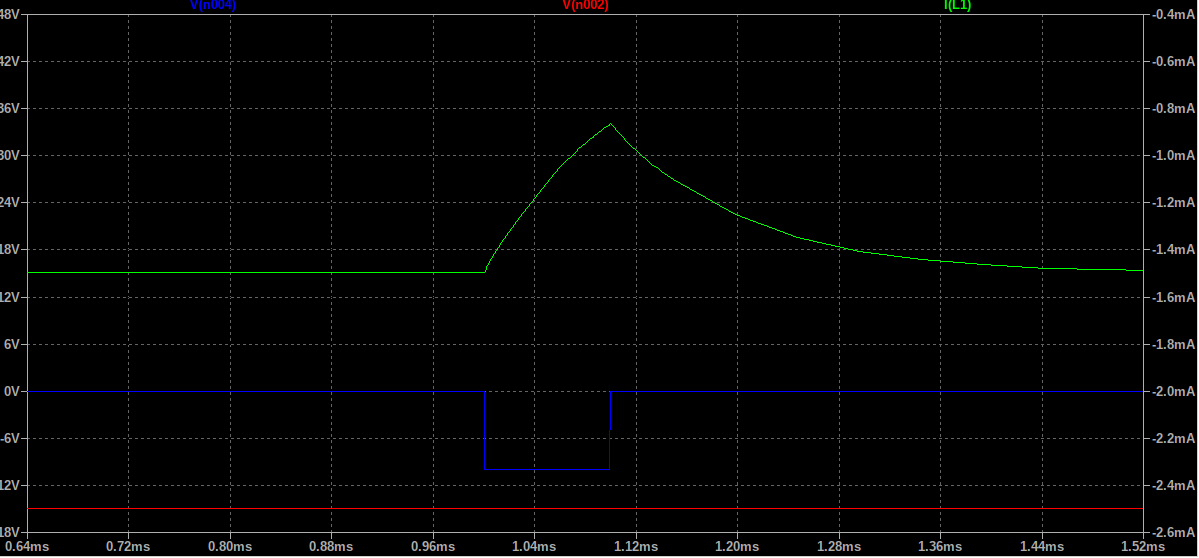 V(n004) V(n002) I(L1)
48V -0.4mA
42V -0.6mA
36V -0.8mA
30V -1.0mA
24V -1.2mA
18V -1.4mA
12V -1.6mA
6V -1.8mA
0V -2.0mA
-6V -2.2mA
12V -2.4mA
18V -2.6mA
0.64ms 0.72ms 0.80ms 0.88ms 0.96ms 1.04ms 1.12ms 1.20ms 1.28ms 1.36ms 1.44ms 1.52ms